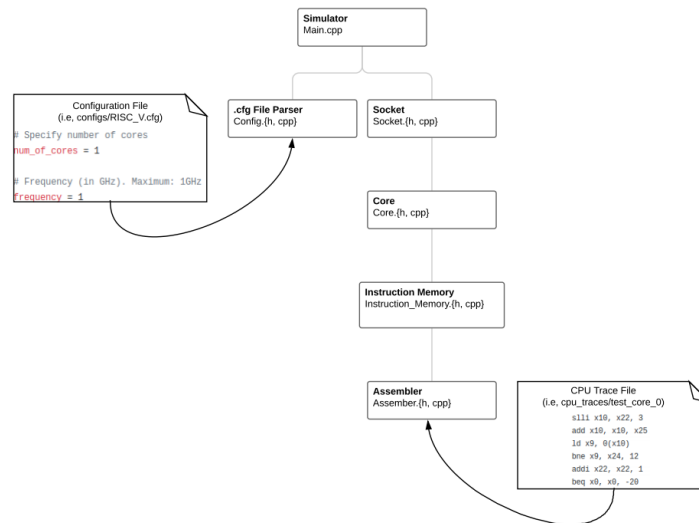 Simulator
Main.cpp
Configuration File
(i.e, configs/RISC_V.cfg)
# Specify number of cores
num_of_cores = 1
# Frequency (in GHz). Maximum: 1GHz
frequency = 1
.cfg File Parser
Config.{h, cpp}
Socket
Socket.{h, cpp}
Core
Core.{h, cpp}
Instruction Memory
Instruction_Memory.{h, cpp}
Assembler
Assember.{h, cpp}
CPU Trace File
(i.e, cpu_traces/test_core_0)
slli x10, x22, 3
add x10, x10, x25
ld x9, 0(x10)
bne x9, x24, 12
addi x22, x22, 1
beq x0, x0, -20